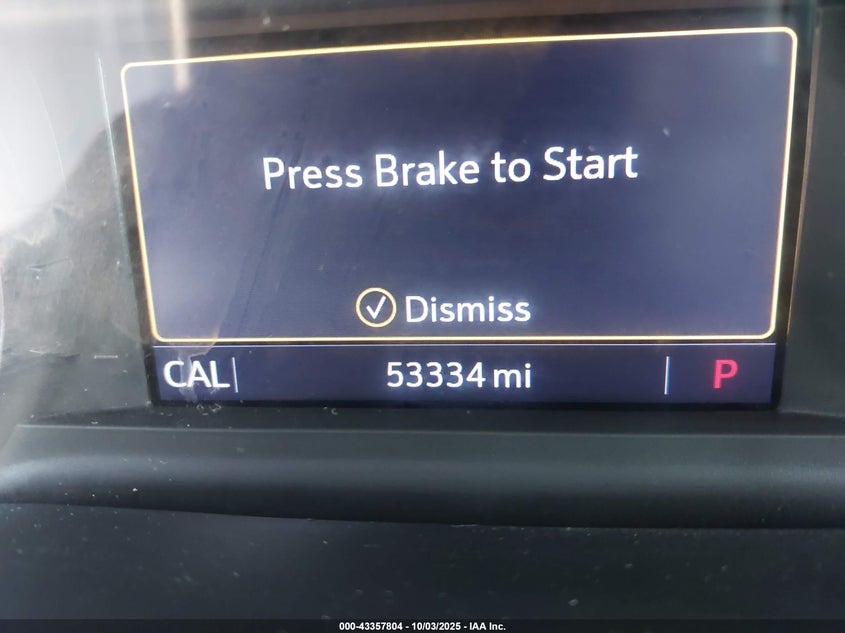 Press Brake to Start
Dismiss
CAL 53334 mi P
000-43357804 - 10/03/2025 - IAA Inc.